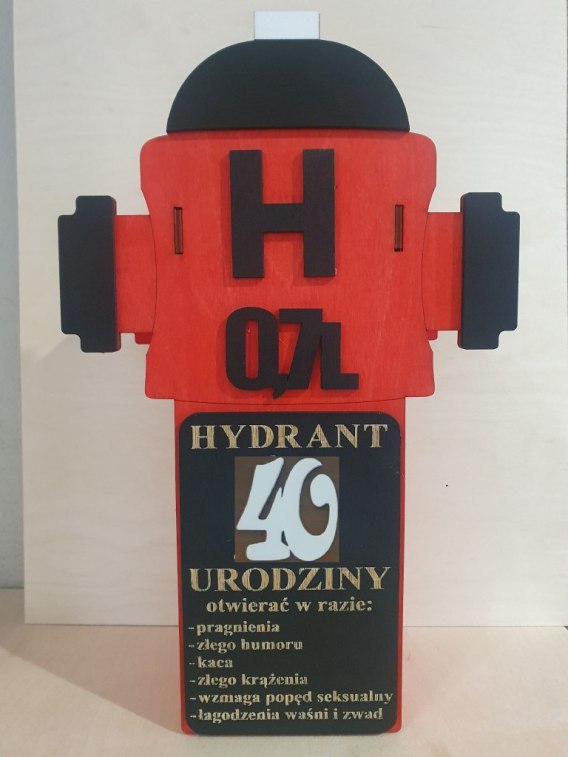 H
0,7L
HYDRANT
40
URODZINY
otwierać w razie:
-pragnienia
-złego humoru
-kaca
-złego krążenia
-wzmaga popęd seksualny
-łagodzenia waśni i zwad